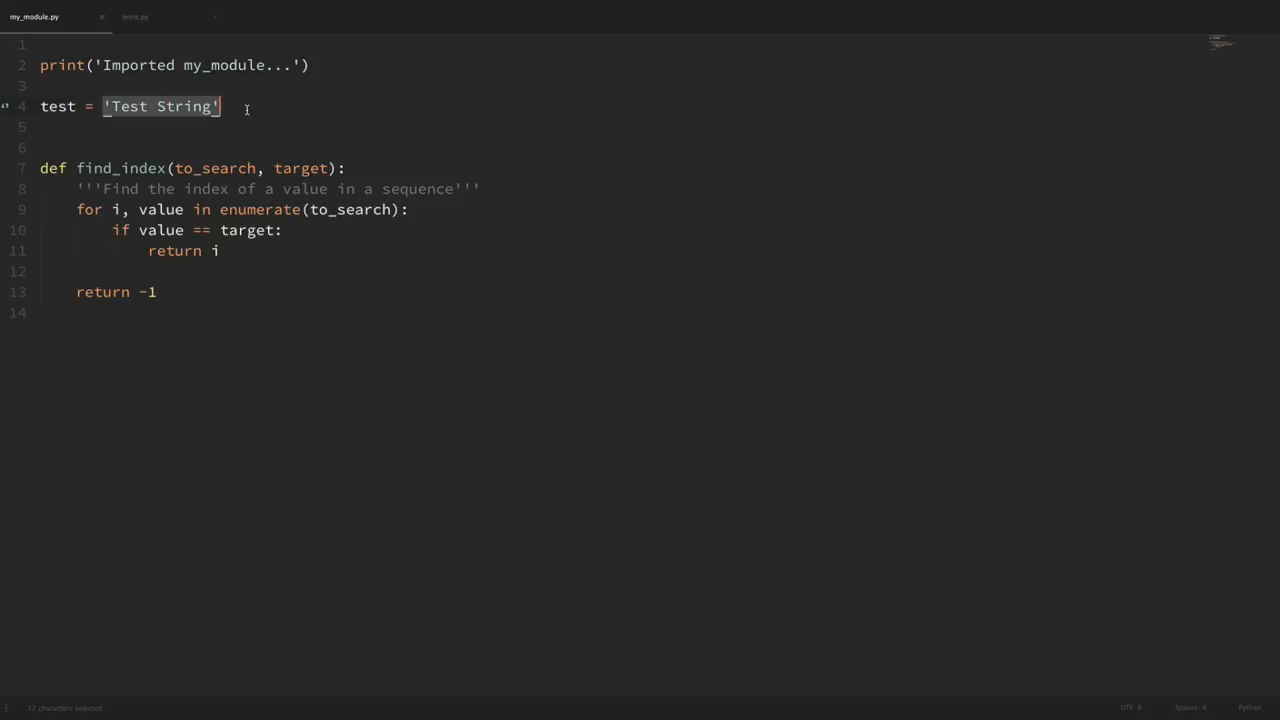 my_module.py × intro.py ×
1
2 print('Imported my_module...')
3
4 test = 'Test String'
5
6
7 def find_index(to_search, target):
8     '''Find the index of a value in a sequence'''
9     for i, value in enumerate(to_search):
10         if value == target:
11             return i
12
13     return -1
14
12 characters selected UTF-8 Spaces: 4 Python